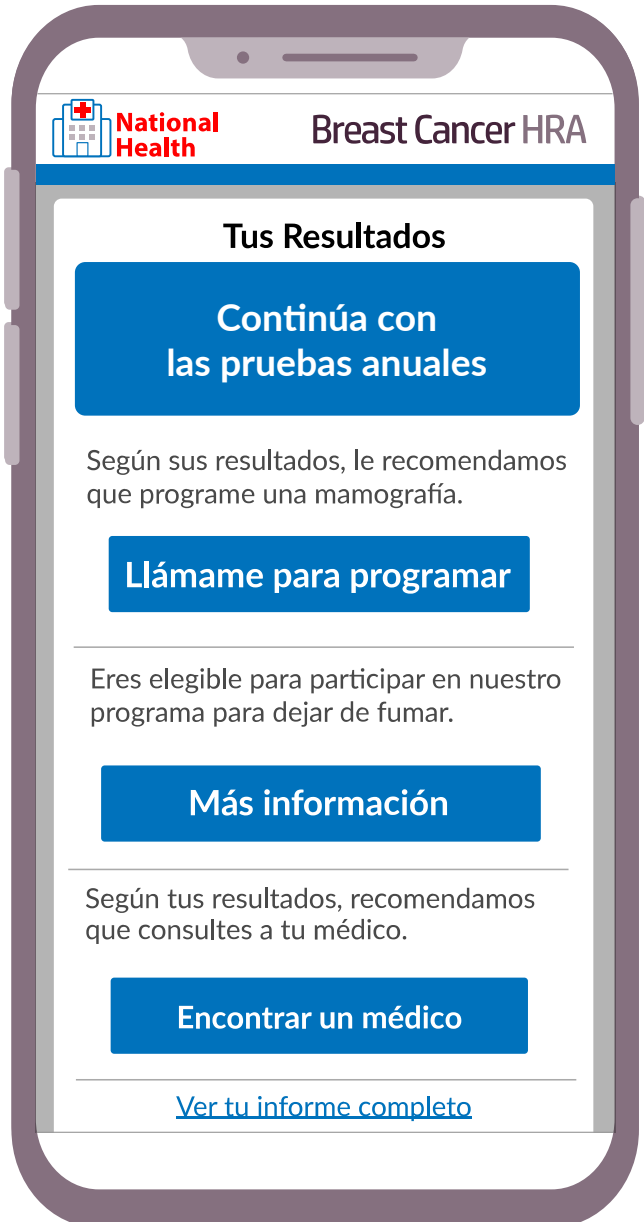 National
Health
Breast Cancer HRA
Tus Resultados
Continúa con
las pruebas anuales
Según sus resultados, le recomendamos
que programe una mamografía.
Llámame para programar
Eres elegible para participar en nuestro
programa para dejar de fumar.
Más información
Según tus resultados, recomendamos
que consultes a tu médico.
Encontrar un médico
Ver tu informe completo